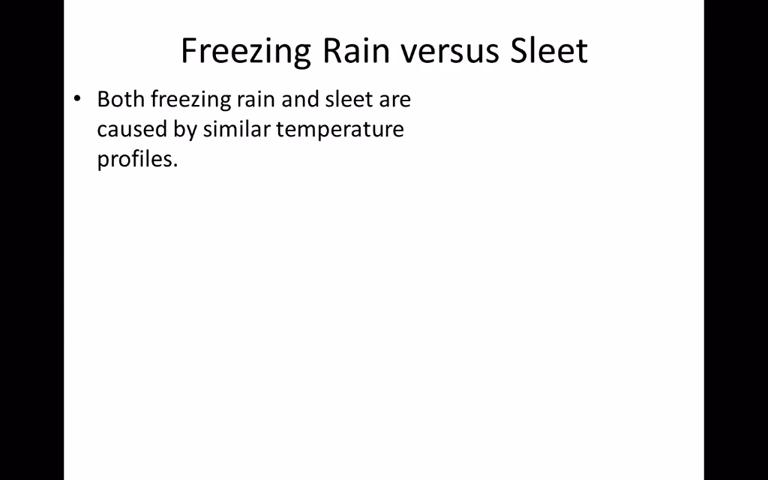 Freezing Rain versus Sleet
• Both freezing rain and sleet are
caused by similar temperature
profiles.